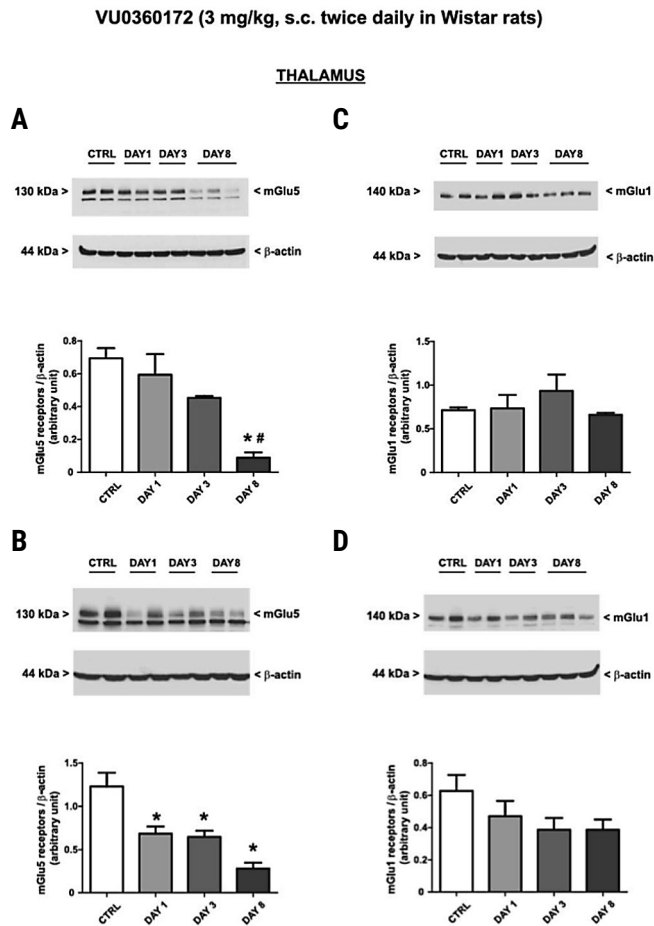 VU0360172 (3 mg/kg, s.c. twice daily in Wistar rats)
THALAMUS
A
CTRL DAY1 DAY3 DAY8
130 kDa > < mGlu5
44 kDa > < β-actin
mGlu5 receptors / β-actin
(arbitrary unit)
0.8
0.6
0.4
0.2
0
* #
CTRL DAY 1 DAY 3 DAY 8
C
CTRL DAY1 DAY3 DAY8
140 kDa > < mGlu1
44 kDa > < β-actin
mGlu1 receptors / β-actin
(arbitrary unit)
1.5
1.0
0.5
0
CTRL DAY1 DAY3 DAY 8
B
CTRL DAY1 DAY3 DAY8
130 kDa > < mGlu5
44 kDa > < β-actin
mGlu5 receptors / β-actin
(arbitrary unit)
1.5
1.0
0.5
0
* * *
CTRL DAY 1 DAY 3 DAY 8
D
CTRL DAY1 DAY3 DAY8
140 kDa > < mGlu1
44 kDa > < β-actin
mGlu1 receptors / β-actin
(arbitrary unit)
0.8
0.6
0.4
0.2
0
CTRL DAY 1 DAY 3 DAY 8